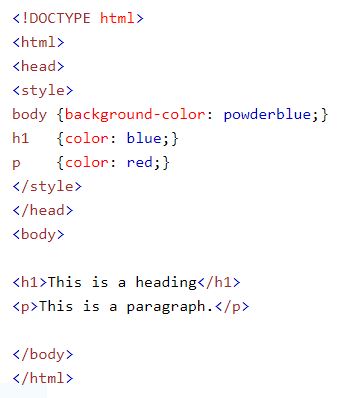 <!DOCTYPE html>
<html>
<head>
<style>
body {background-color: powderblue;}
h1   {color: blue;}
p    {color: red;}
</style>
</head>
<body>

<h1>This is a heading</h1>
<p>This is a paragraph.</p>

</body>
</html>